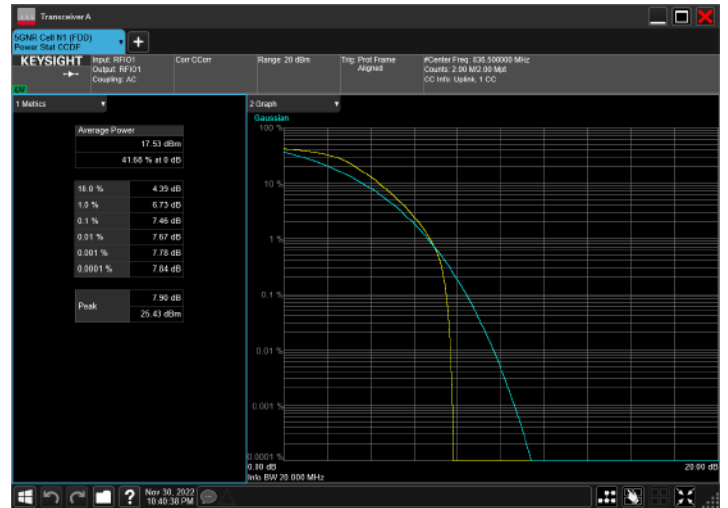 Transceiver A
5GNR Cell N1 (FDD)
Power Stat CCDF
KEYSIGHT
Input: RFIO1
Output: RFIO1
Coupling: AC
Corr CCorr
Range: 20 dBm
Trig: Prot Frame
Aligned
#Center Freq: 836.500000 MHz
Counts: 2.00 M/2.00 Mpt
CC Info: Uplink, 1 CC
1 Metrics
Average Power
17.53 dBm
41.68 % at 0 dB
10.0 % 4.39 dB
1.0 % 6.73 dB
0.1 % 7.46 dB
0.01 % 7.67 dB
0.001 % 7.78 dB
0.0001 % 7.84 dB
Peak 7.90 dB
25.43 dBm
2 Graph
Gaussian
100 %
10 %
1 %
0.1 %
0.01 %
0.001 %
0.0001 %
0.00 dB
20.00 dB
Info BW 20.000 MHz
?
Nov 30, 2022
10:40:38 PM